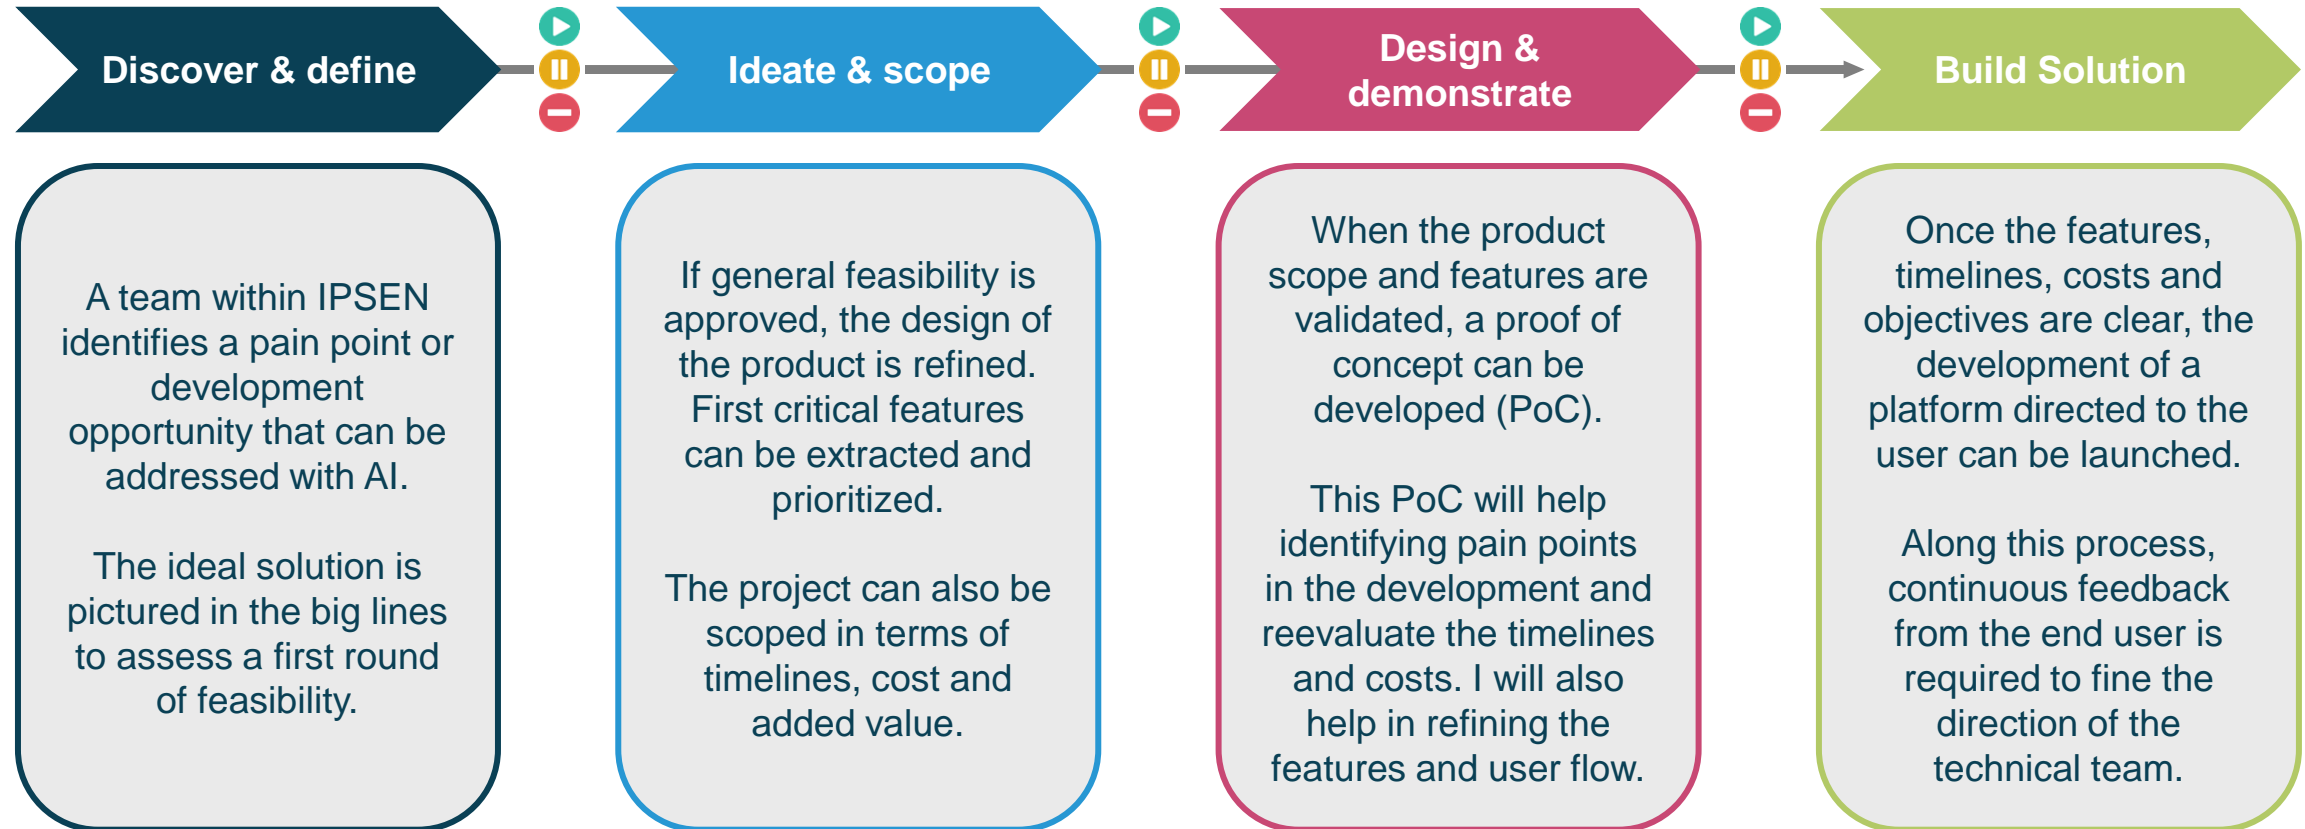 Discover & define
Ideate & scope
Design &
demonstrate
Build Solution
A team within IPSEN
identifies a pain point or
development
opportunity that can be
addressed with AI.
The ideal solution is
pictured in the big lines
to assess a first round
of feasibility.
If general feasibility is
approved, the design of
the product is refined.
First critical features
can be extracted and
prioritized.
The project can also be
scoped in terms of
timelines, cost and
added value.
When the product
scope and features are
validated, a proof of
concept can be
developed (PoC).
This PoC will help
identifying pain points
in the development and
reevaluate the timelines
and costs. I will also
help in refining the
features and user flow.
Once the features,
timelines, costs and
objectives are clear, the
development of a
platform directed to the
user can be launched.
Along this process,
continuous feedback
from the end user is
required to fine the
direction of the
technical team.